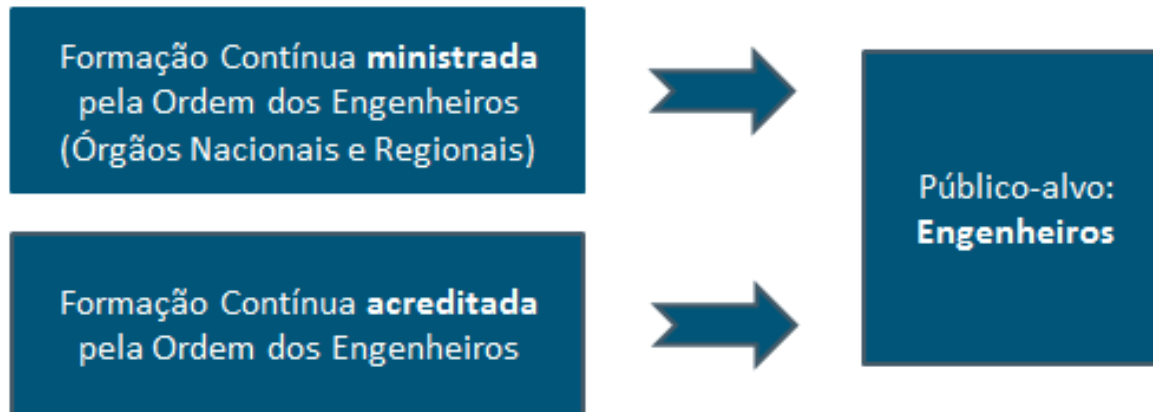 Formação Contínua ministrada
pela Ordem dos Engenheiros
(Órgãos Nacionais e Regionais)
Formação Contínua acreditada
pela Ordem dos Engenheiros
Público-alvo:
Engenheiros